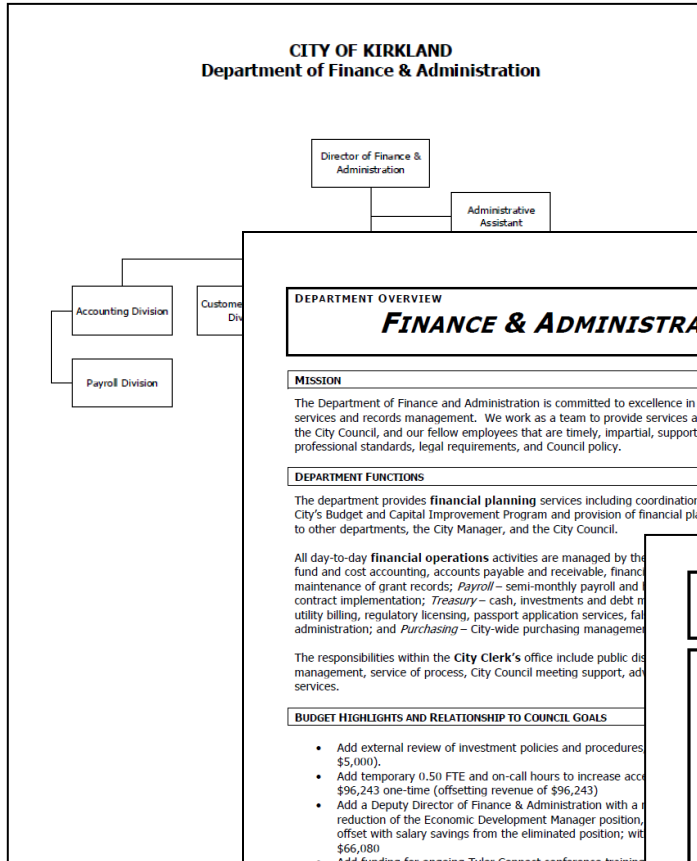 CITY OF KIRKLAND
Department of Finance & Administration
Director of Finance &
Administration
Administrative
Assistant
Accounting Division
Payroll Division
DEPARTMENT OVERVIEW
FINANCE & ADMINISTRA
MISSION
The Department of Finance and Administration is committed to excellence in
services and records management. We work as a team to provide services a
the City Council, and our fellow employees that are timely, impartial, support
professional standards, legal requirements, and Council policy.
DEPARTMENT FUNCTIONS
The department provides financial planning services including coordination
City's Budget and Capital Improvement Program and provision of financial pla
to other departments, the City Manager, and the City Council.
All day-to-day financial operations activities are managed by the
fund and cost accounting, accounts payable and receivable, financi
maintenance of grant records; Payroll – semi-monthly payroll and
contract implementation; Treasury – cash, investments and debt m
utility billing, regulatory licensing, passport application services, fal
administration; and Purchasing – City-wide purchasing managemen
The responsibilities within the City Clerk's office include public dis
management, service of process, City Council meeting support, adv
services.
BUDGET HIGHLIGHTS AND RELATIONSHIP TO COUNCIL GOALS
• Add external review of investment policies and procedures,
$5,000).
• Add temporary 0.50 FTE and on-call hours to increase acce
$96,243 one-time (offsetting revenue of $96,243)
• Add a Deputy Director of Finance & Administration with a
reduction of the Economic Development Manager position,
offset with salary savings from the eliminated position; wit
$66,080